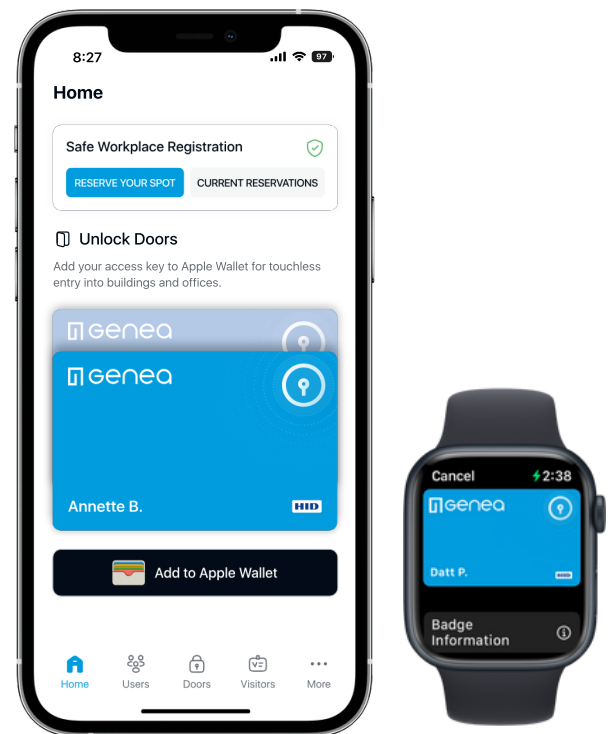 8:27
97
Home
Safe Workplace Registration
RESERVE YOUR SPOT
CURRENT RESERVATIONS
Unlock Doors
Add your access key to Apple Wallet for touchless
entry into buildings and offices.
Genea
Genea
Annette B.
HID
Add to Apple Wallet
Home
Users
Doors
Visitors
More
Cancel
2:38
Genea
Datt P.
HID
Badge
Information